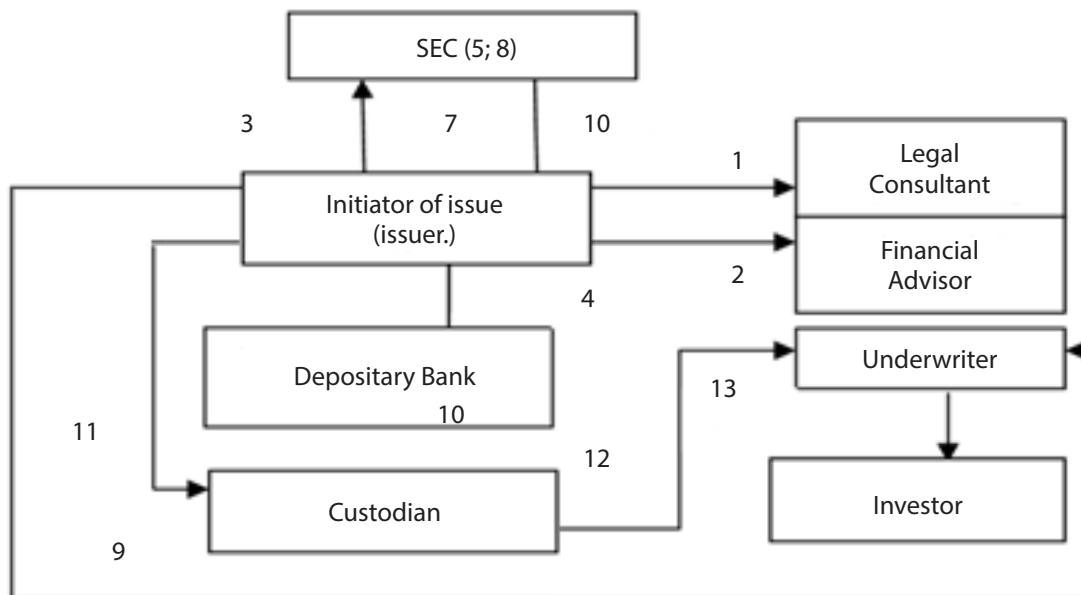 SEC (5; 8)
3
7
10
1
Legal
Consultant
Initiator of issue
(issuer.)
Financial
Advisor
2
4
Underwriter
Depositary Bank
13
10
11
12
Custodian
Investor
9